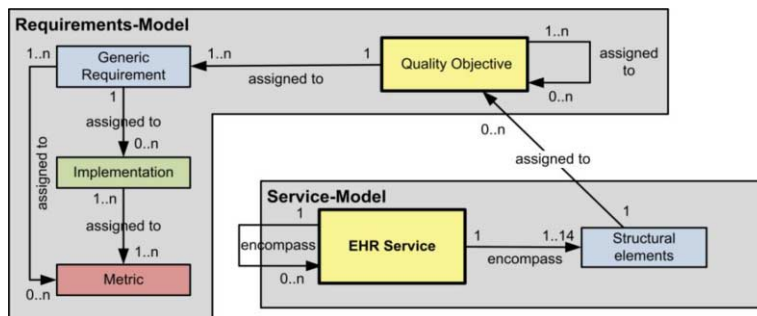 Requirements-Model
1..n
Generic
Requirement
1..n
1
assigned to
Quality Objective
1..n
assigned
to
0..n
1
assigned to
0..n
assigned to
Implementation
1..n
assigned to
1..n
Metric
0..n
0..n
assigned to
1
Service-Model
1
encompass
0..n
EHR Service
1
1..14
encompass
Structural
elements